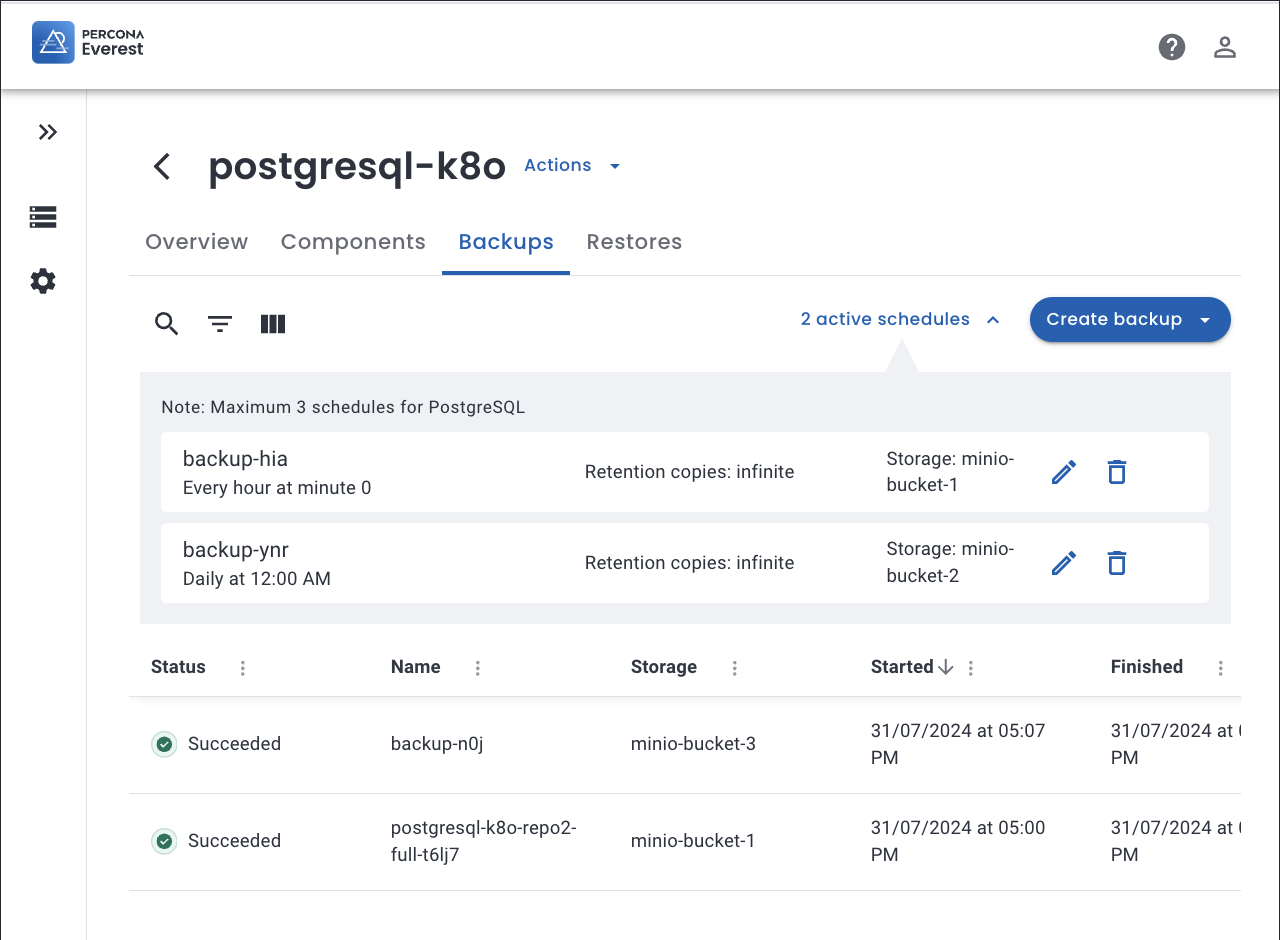 PERCONA
Everest
postgresql-k8o Actions
Overview Components Backups Restores
2 active schedules Create backup
Note: Maximum 3 schedules for PostgreSQL
backup-hia
Every hour at minute 0
Retention copies: infinite
Storage: minio-
bucket-1
backup-ynr
Daily at 12:00 AM
Retention copies: infinite
Storage: minio-
bucket-2
Status Name Storage Started Finished
Succeeded backup-n0j minio-bucket-3 31/07/2024 at 05:07
PM
31/07/2024 at
PM
Succeeded postgresql-k8o-repo2-
full-t6lj7
minio-bucket-1 31/07/2024 at 05:00
PM
31/07/2024 at
PM